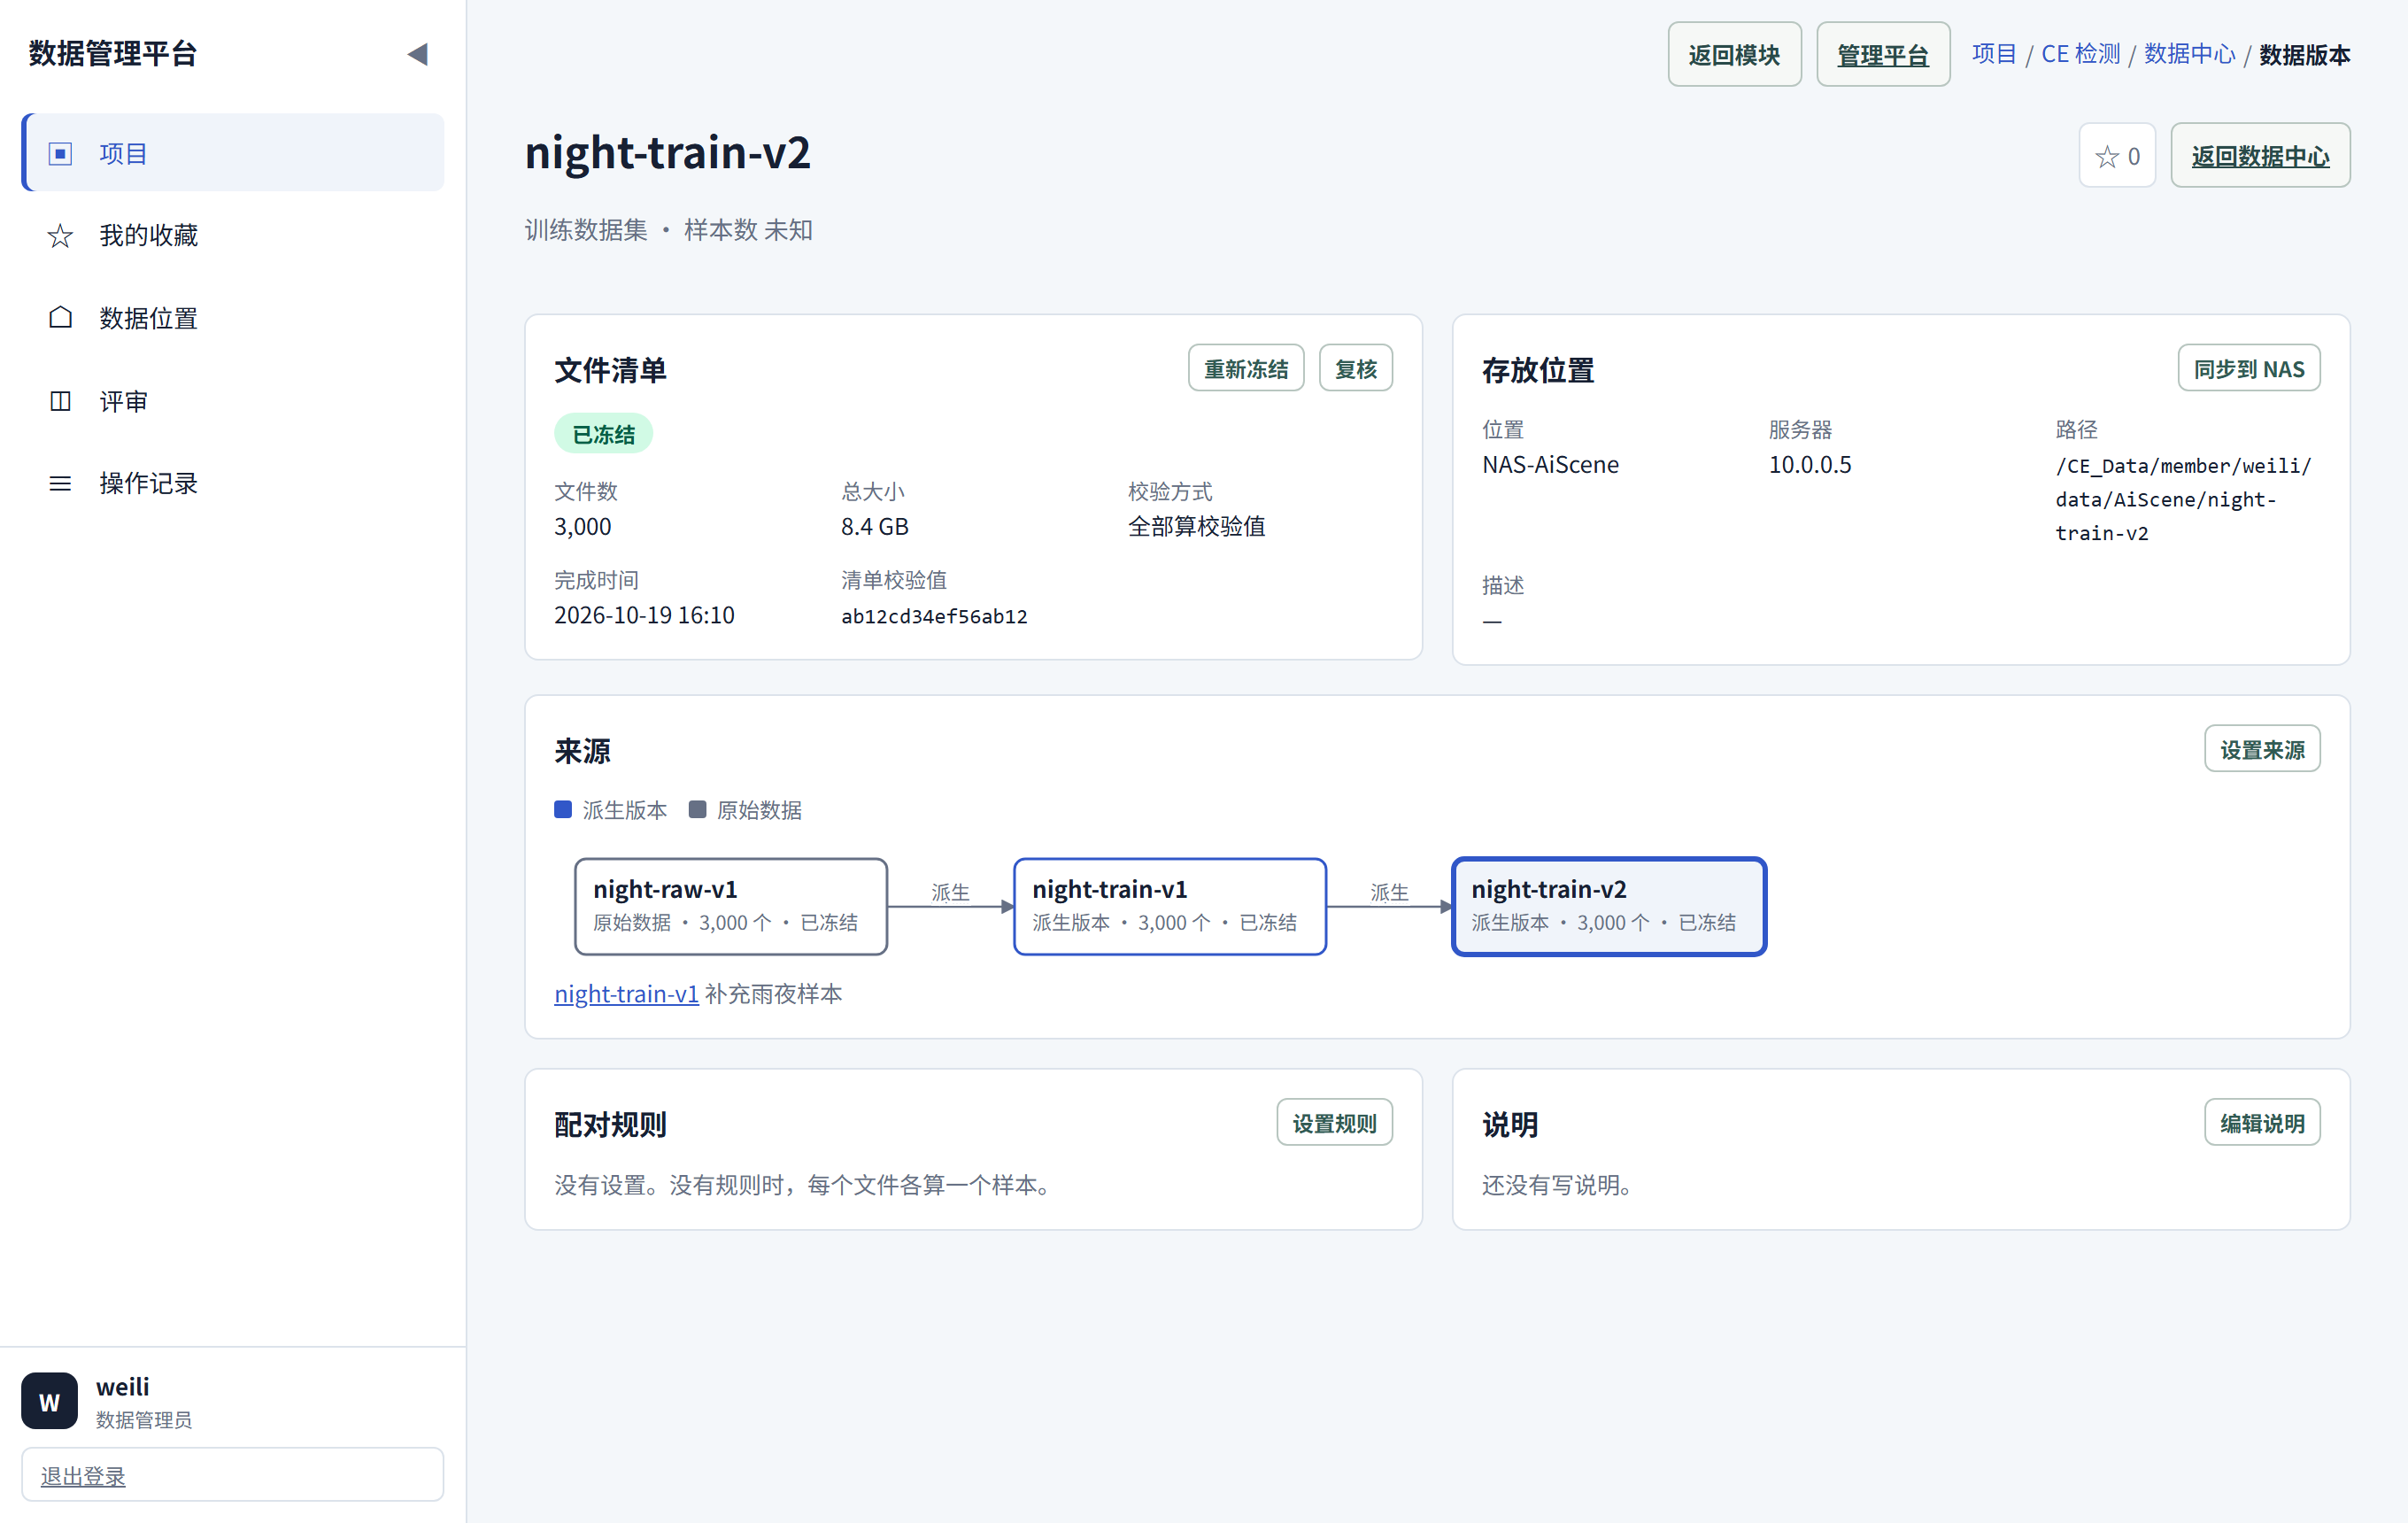 数据管理平台
项目
我的收藏
数据位置
评审
操作记录
W
weili
数据管理员
退出登录
返回模块
管理平台
项目 / CE 检测 / 数据中心 / 数据版本
night-train-v2
☆ 0
返回数据中心
训练数据集 · 样本数 未知
文件清单
重新冻结
复核
已冻结
文件数
3,000
总大小
8.4 GB
校验方式
全部算校验值
完成时间
2026-10-19 16:10
清单校验值
ab12cd34ef56ab12
存放位置
同步到 NAS
位置
NAS-AiScene
服务器
10.0.0.5
路径
/CE_Data/member/weili/
data/AiScene/night-
train-v2
描述
—
来源
设置来源
派生版本
原始数据
night-raw-v1
原始数据 · 3,000 个 · 已冻结
派生
night-train-v1
派生版本 · 3,000 个 · 已冻结
派生
night-train-v2
派生版本 · 3,000 个 · 已冻结
night-train-v1 补充雨夜样本
配对规则
设置规则
没有设置。没有规则时，每个文件各算一个样本。
说明
编辑说明
还没有写说明。